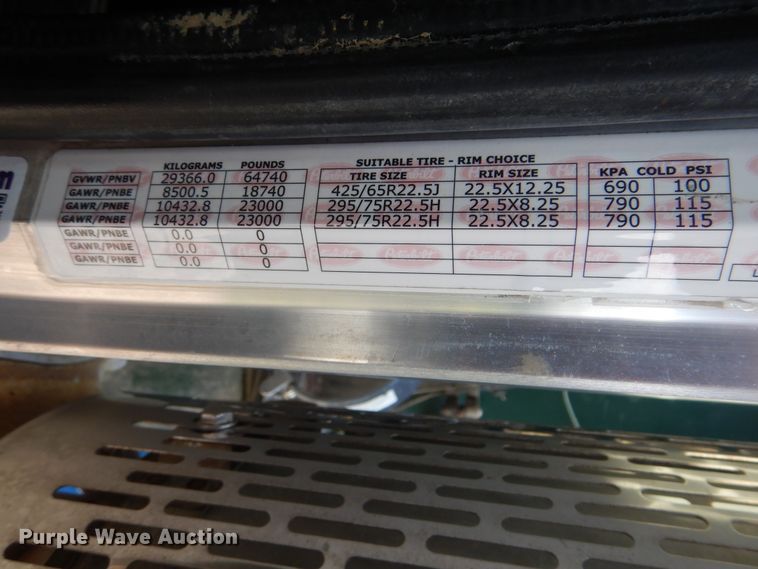 KILOGRAMS POUNDS SUITABLE TIRE - RIM CHOICE
TIRE SIZE RIM SIZE KPA COLD PSI
GVWR/PNBV 29366.0 64740
GAWR/PNBE 8500.5 18740 425/65R22.5J 22.5X12.25 690 100
GAWR/PNBE 10432.8 23000 295/75R22.5H 22.5X8.25 790 115
GAWR/PNBE 10432.8 23000 295/75R22.5H 22.5X8.25 790 115
GAWR/PNBE 0.0 0
GAWR/PNBE 0.0 0
GAWR/PNBE 0.0 0
Purple Wave Auction